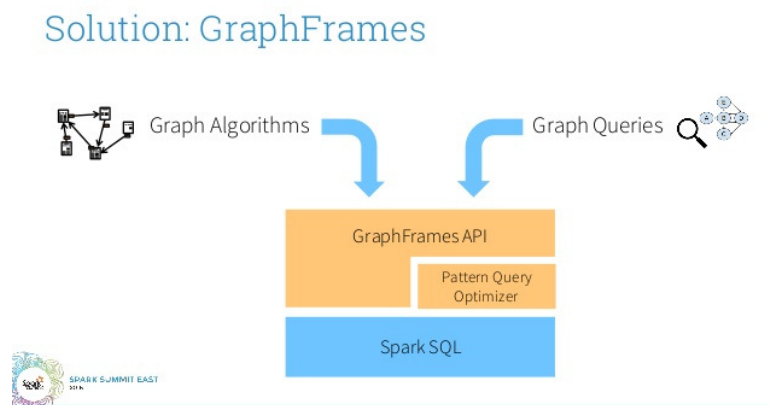 Solution: GraphFrames
Graph Algorithms
Graph Queries
GraphFrames API
Pattern Query
Optimizer
Spark SQL
SPARK SUMMIT EAST